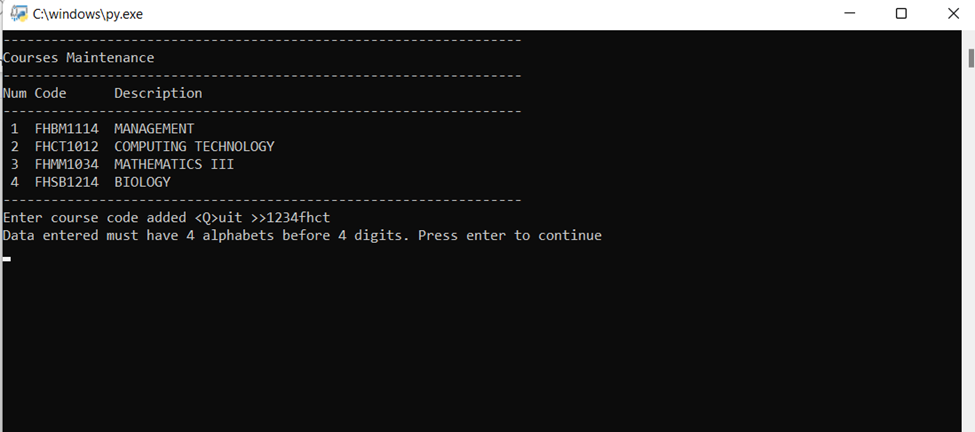 C:\windows\py.exe
-----------------------------------------------------------------
Courses Maintenance
-----------------------------------------------------------------
Num Code      Description
-----------------------------------------------------------------
 1  FHBM1114  MANAGEMENT
 2  FHCT1012  COMPUTING TECHNOLOGY
 3  FHMM1034  MATHEMATICS III
 4  FHSB1214  BIOLOGY
-----------------------------------------------------------------
Enter course code added <Q>uit >>1234fhct
Data entered must have 4 alphabets before 4 digits. Press enter to continue